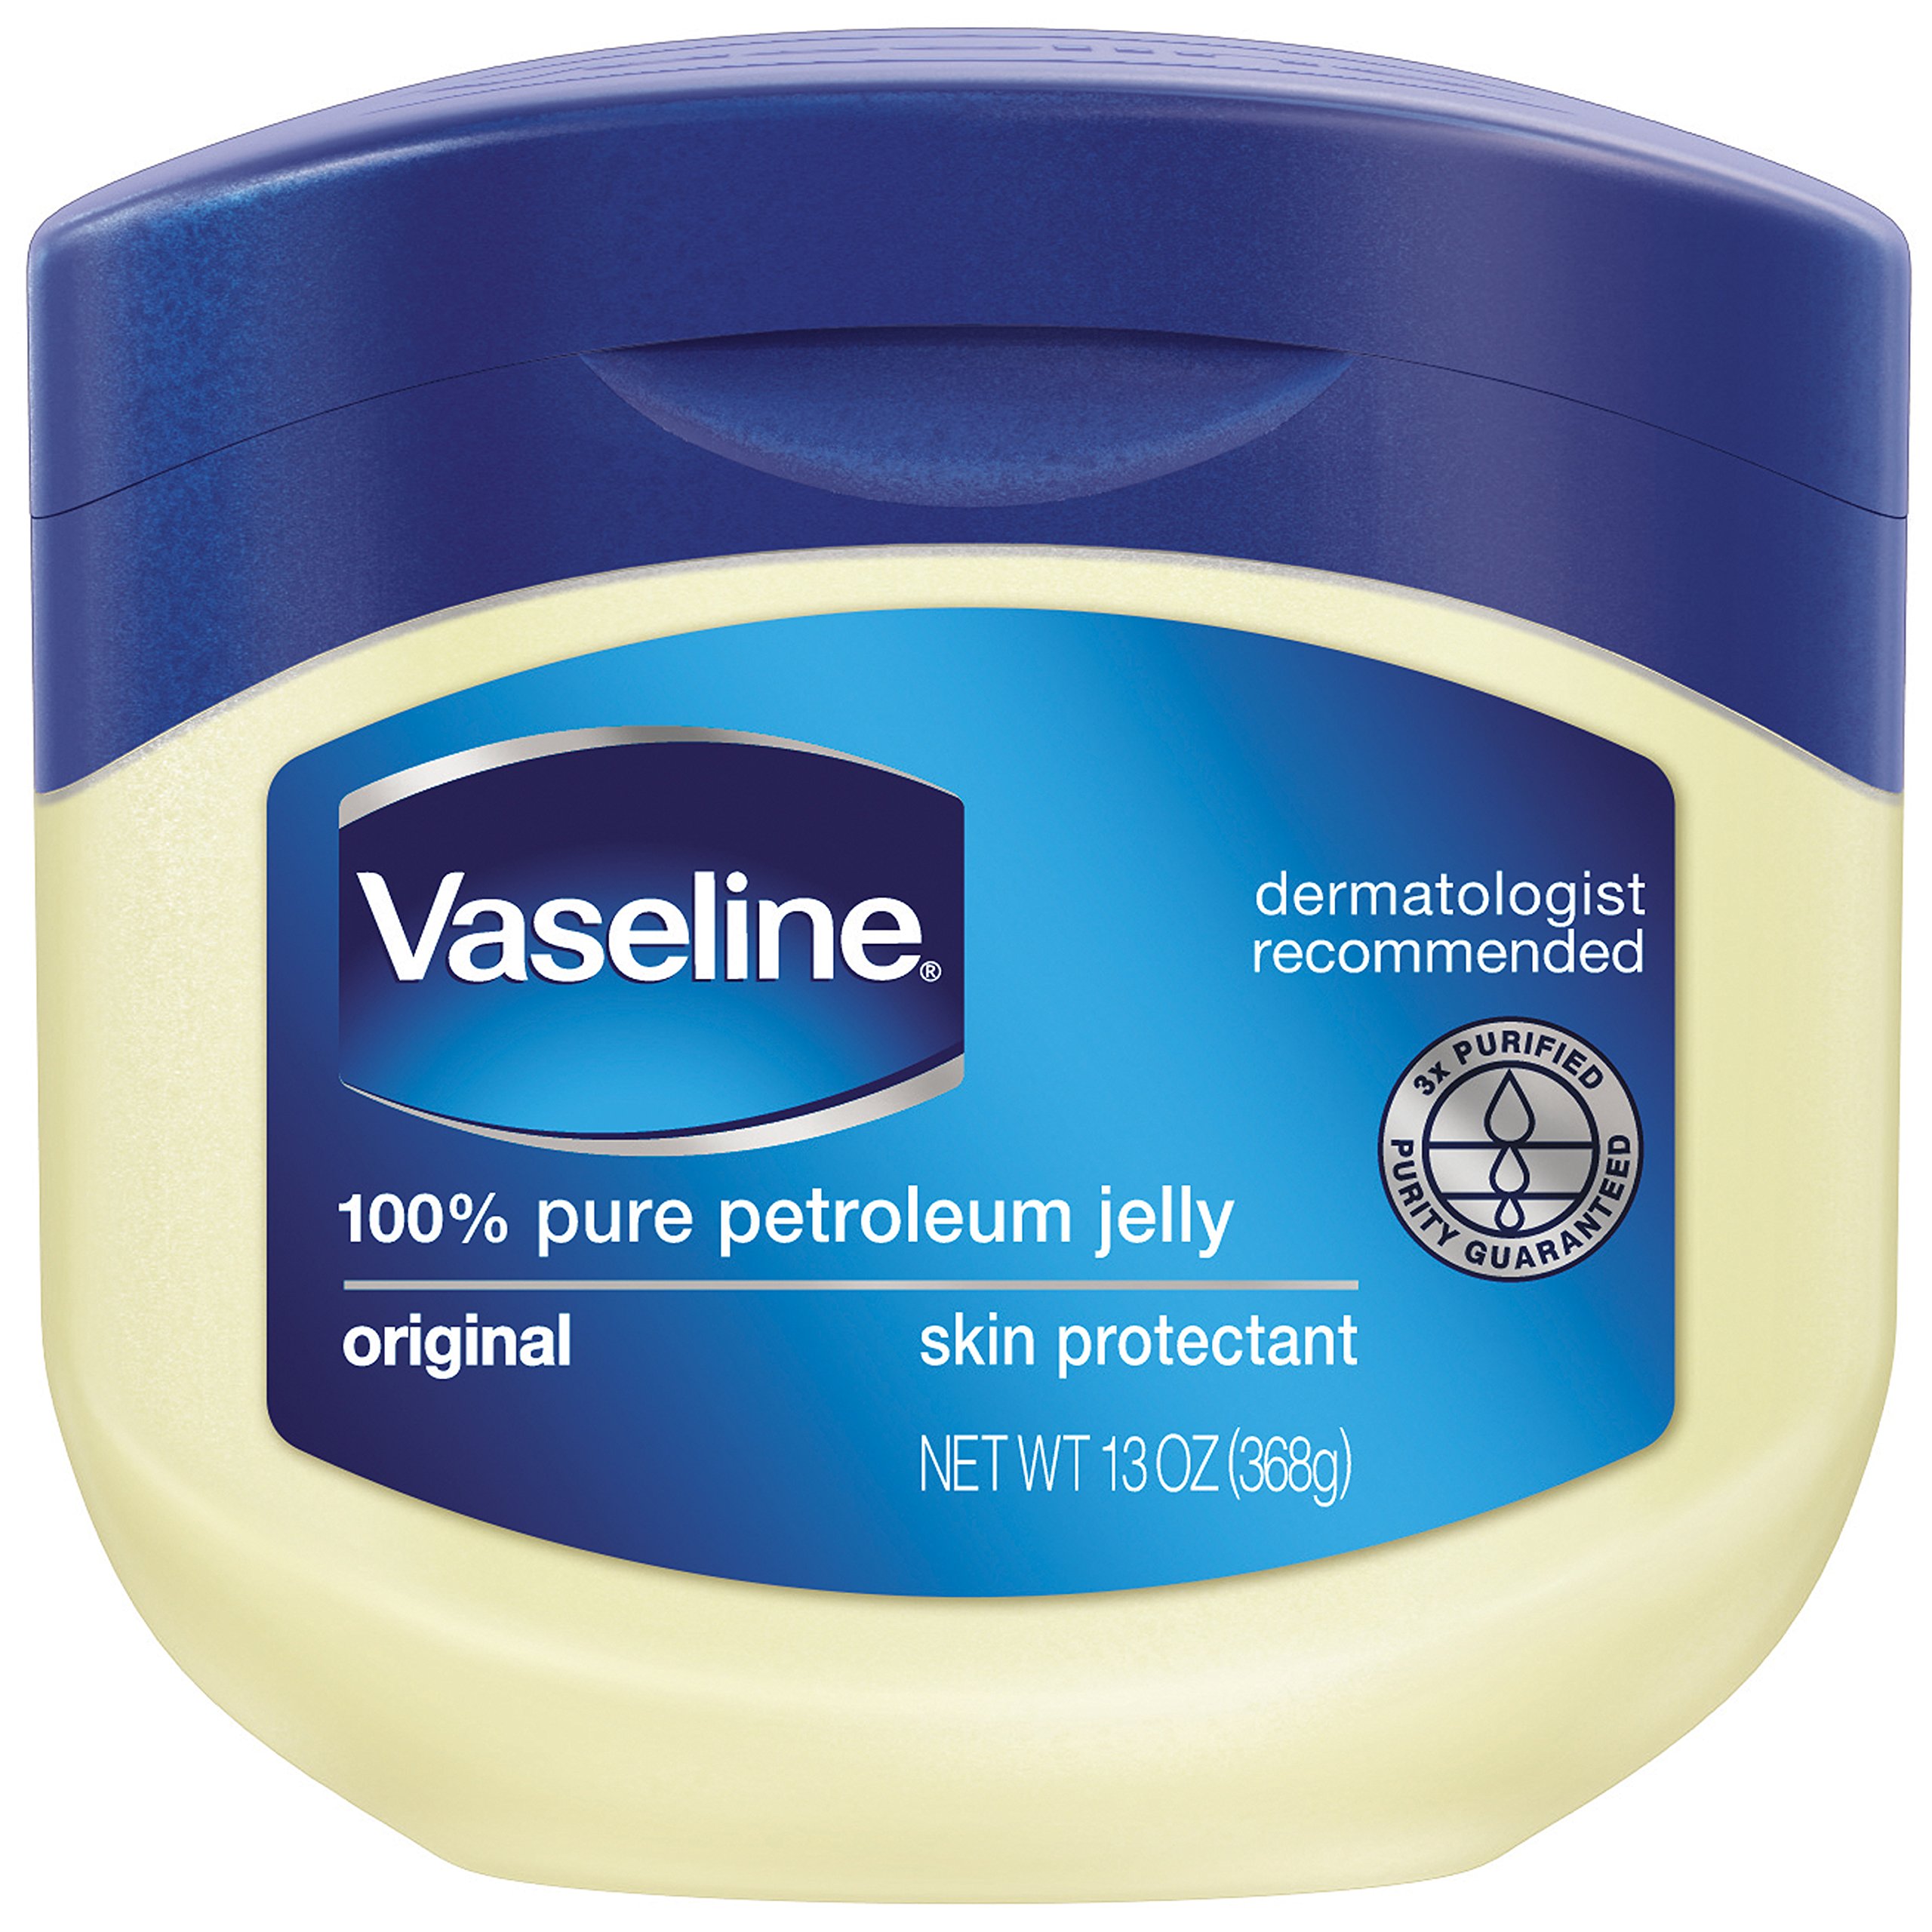 Vaseline®
dermatologist
recommended
3x PURIFIED
PURITY GUARANTEED
100% pure petroleum jelly
original
skin protectant
NET WT 13 OZ (368g)